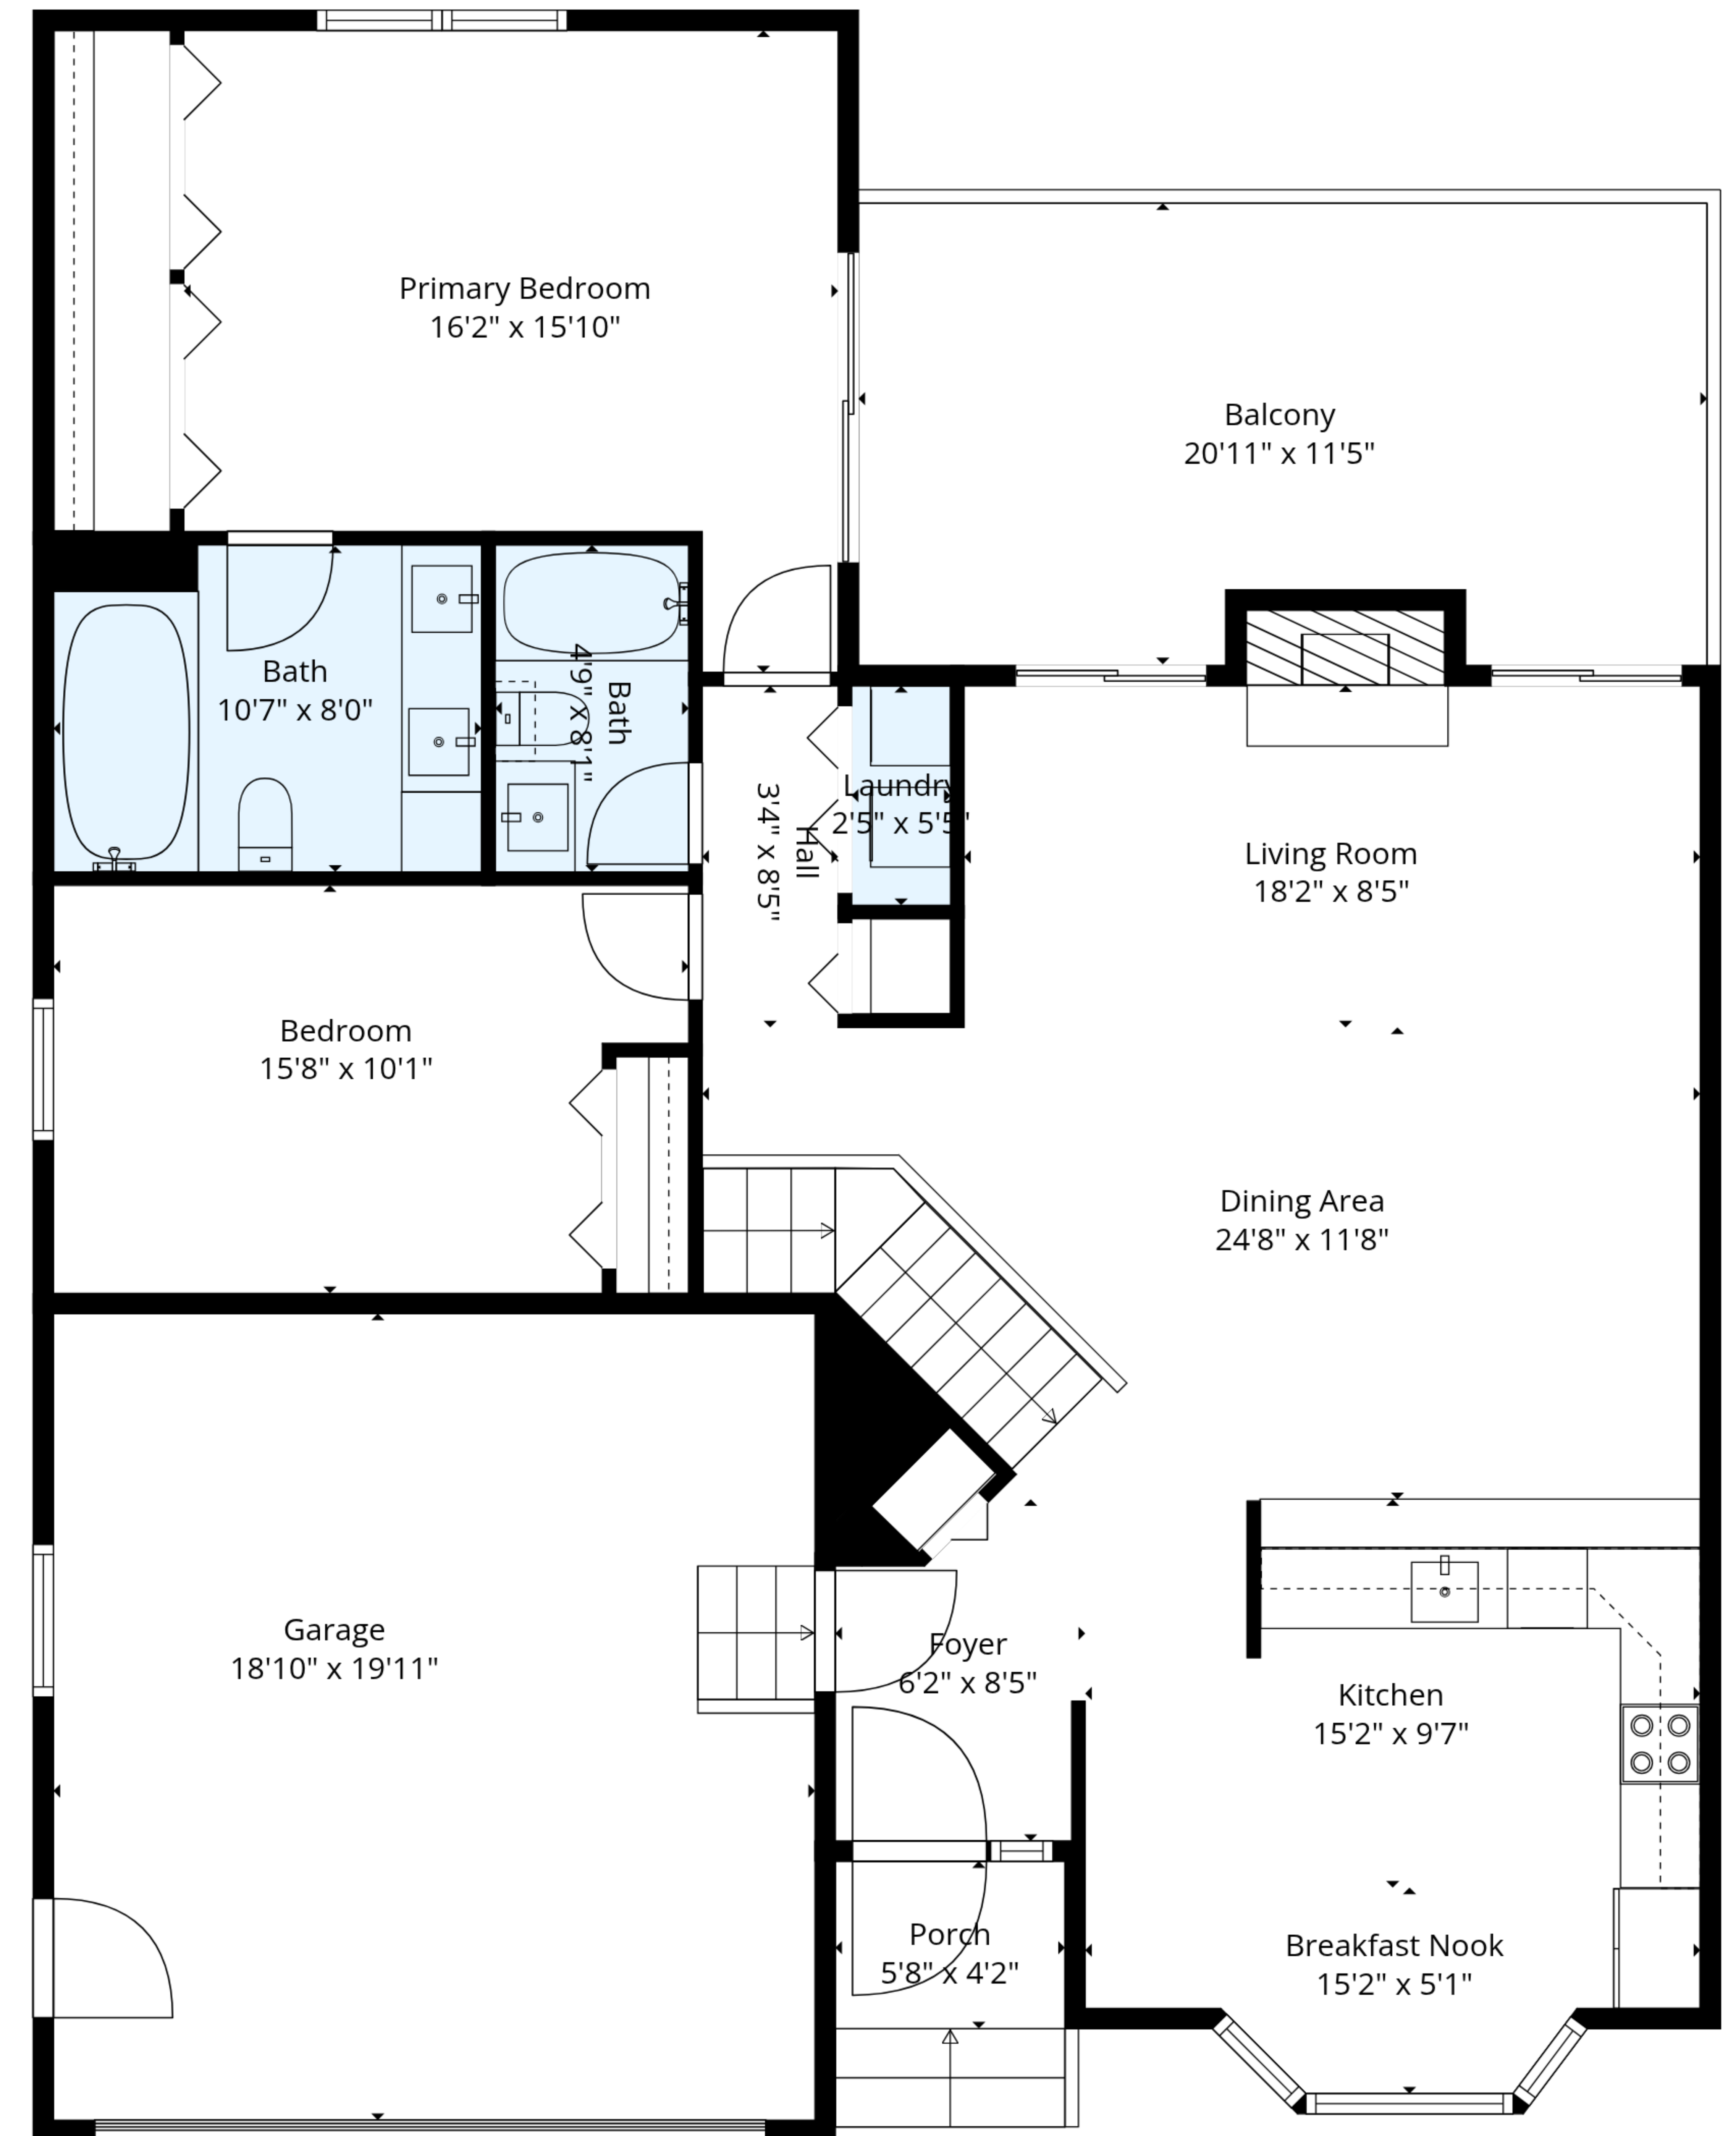 Primary Bedroom
16'2" x 15'10"
Balcony
20'11" x 11'5"
Bath
10'7" x 8'0"
Bath
4'9" x 8'1"
Hall
3'4" x 8'5"
Laundry
2'5" x 5'5"
Living Room
18'2" x 8'5"
Bedroom
15'8" x 10'1"
Dining Area
24'8" x 11'8"
Garage
18'10" x 19'11"
Foyer
6'2" x 8'5"
Kitchen
15'2" x 9'7"
Porch
5'8" x 4'2"
Breakfast Nook
15'2" x 5'1"